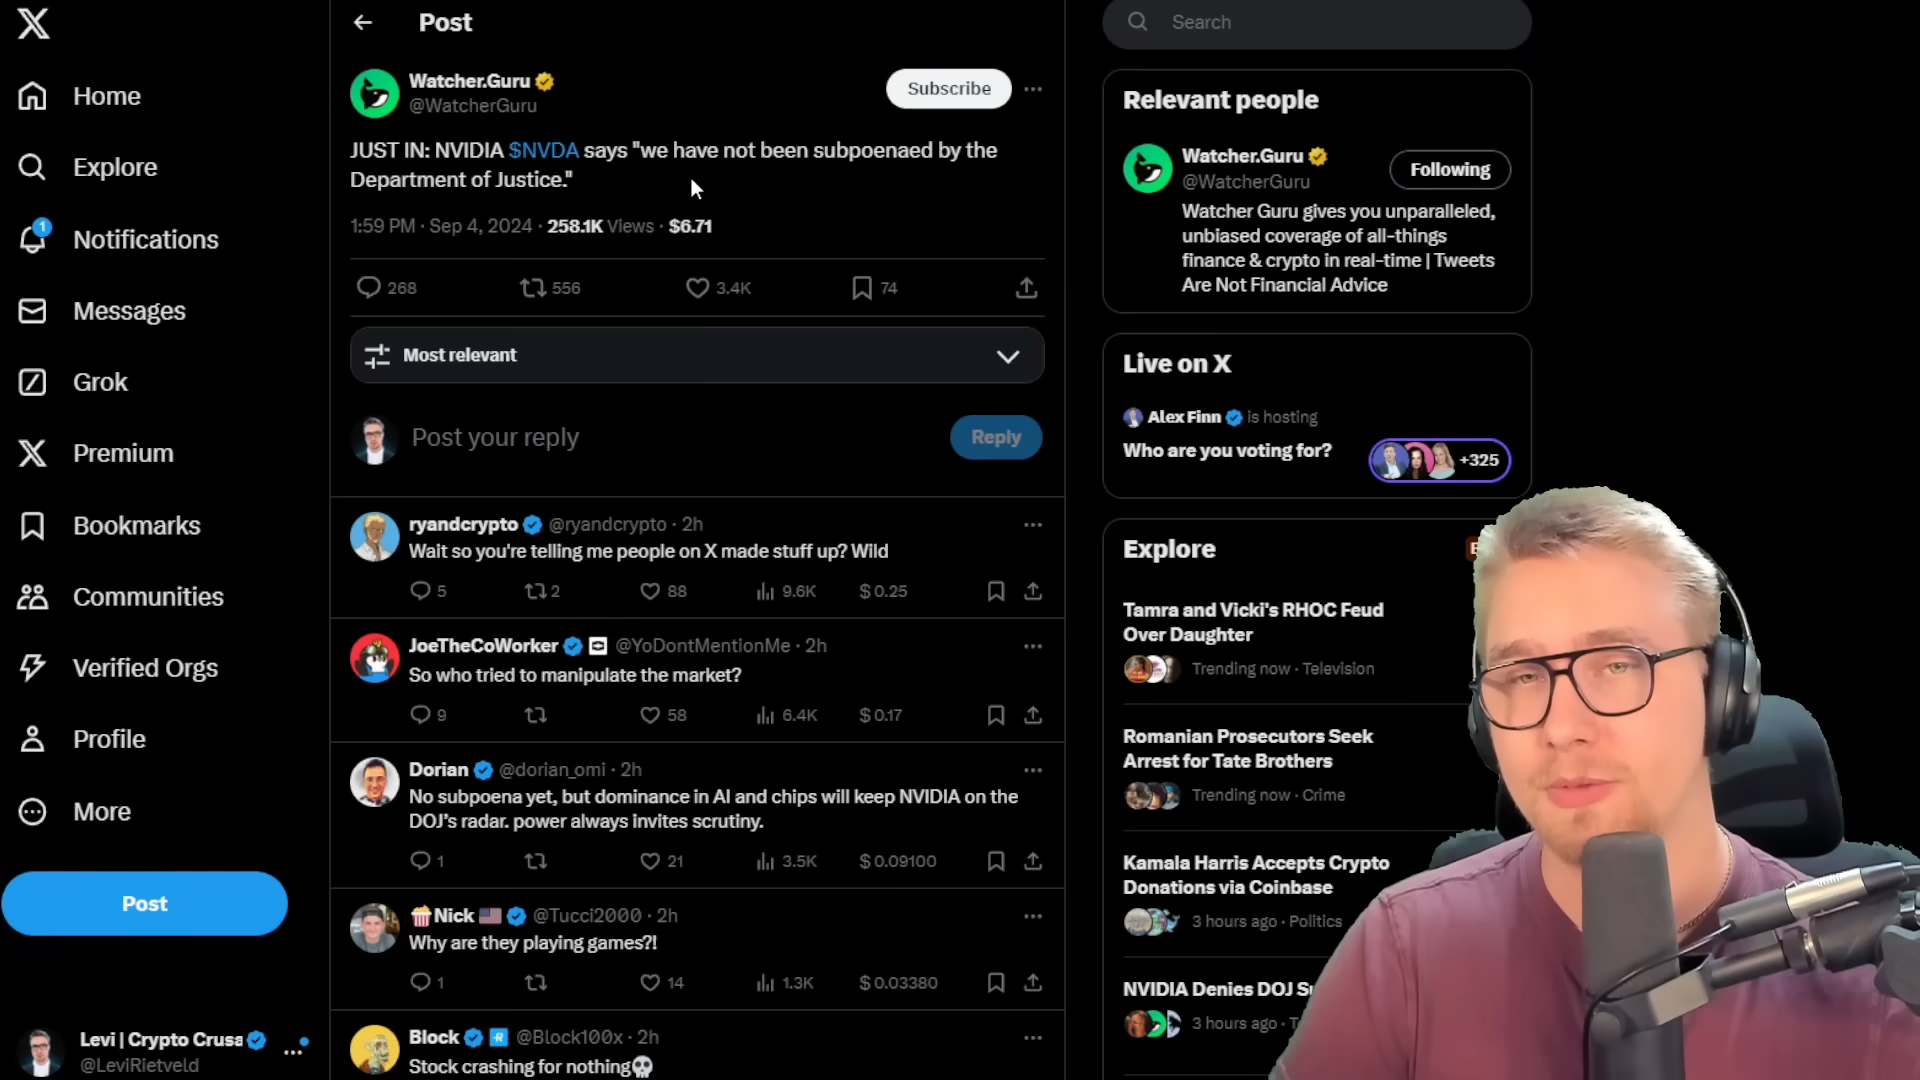 Post
Search
Home
Explore
1
Notifications
Messages
Grok
Premium
Bookmarks
Communities
Verified Orgs
Profile
More
Post
Levi | Crypto Crusa
@LeviRietveld
Watcher.Guru
@WatcherGuru
Subscribe
JUST IN: NVIDIA $NVDA says "we have not been subpoenaed by the
Department of Justice."
1:59 PM · Sep 4, 2024 · 258.1K Views · $6.71
268 556 3.4K 74
Most relevant
Post your reply
Reply
ryandcrypto @ryandcrypto · 2h
Wait so you're telling me people on X made stuff up? Wild
5 2 88 9.6K $ 0.25
JoeTheCoWorker @YoDontMentionMe · 2h
So who tried to manipulate the market?
9 58 6.4K $ 0.17
Dorian @dorian_omi · 2h
No subpoena yet, but dominance in AI and chips will keep NVIDIA on the
DOJ's radar. power always invites scrutiny.
1 21 3.5K $ 0.09100
Nick @Tucci2000 · 2h
Why are they playing games?!
1 14 1.3K $ 0.03380
Block @Block100x · 2h
Stock crashing for nothing
Relevant people
Watcher.Guru
@WatcherGuru
Following
Watcher Guru gives you unparalleled,
unbiased coverage of all-things
finance & crypto in real-time | Tweets
Are Not Financial Advice
Live on X
Alex Finn is hosting
Who are you voting for?
+325
Explore
Tamra and Vicki's RHOC Feud
Over Daughter
Trending now · Television
Romanian Prosecutors Seek
Arrest for Tate Brothers
Trending now · Crime
Kamala Harris Accepts Crypto
Donations via Coinbase
3 hours ago · Politics
NVIDIA Denies DOJ
3 hours ago ·